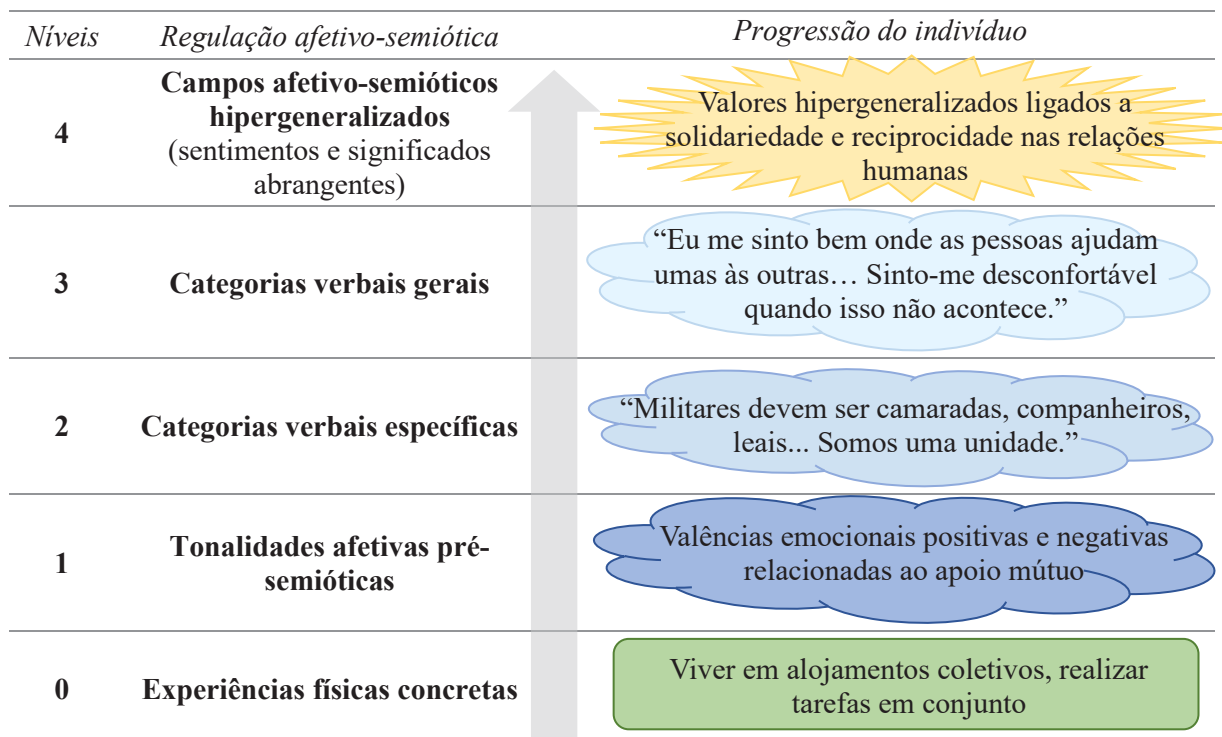 Níveis Regulação afetivo-semiótica Progressão do indivíduo
4
Campos afetivo-semióticos
hipergeneralizados
(sentimentos e significados
abrangentes)
Valores hipergeneralizados ligados a
solidariedade e reciprocidade nas relações
humanas
3
Categorias verbais gerais
“Eu me sinto bem onde as pessoas ajudam
umas às outras… Sinto-me desconfortável
quando isso não acontece.”
2
Categorias verbais específicas
“Militares devem ser camaradas, companheiros,
leais... Somos uma unidade.”
1
Tonalidades afetivas pré-
semióticas
Valências emocionais positivas e negativas
relacionadas ao apoio mútuo
0
Experiências físicas concretas
Viver em alojamentos coletivos, realizar
tarefas em conjunto